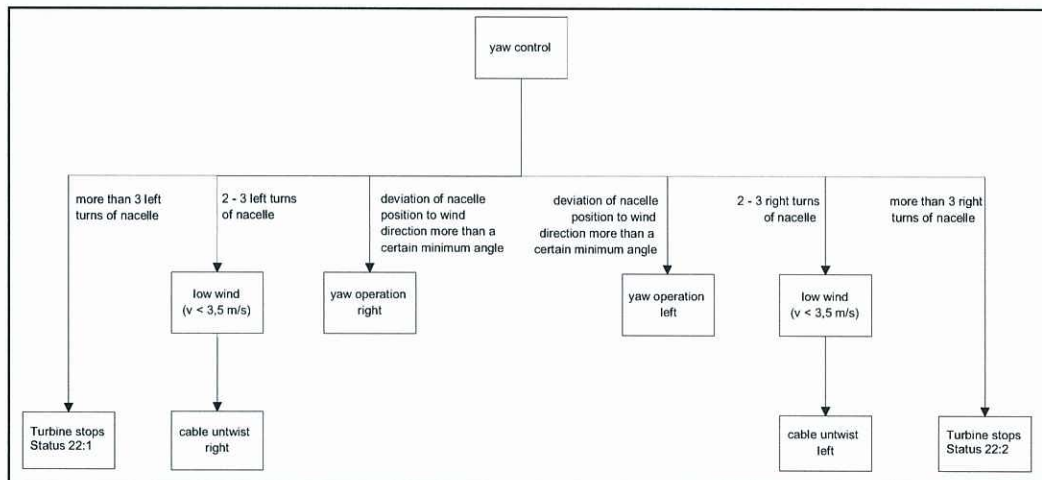 yaw control
more than 3 left
turns of nacelle
2 - 3 left turns
of nacelle
deviation of nacelle
position to wind
direction more than a
certain minimum angle
deviation of nacelle
position to wind
direction more than a
certain minimum angle
2 - 3 right turns
of nacelle
more than 3 right
turns of nacelle
low wind
(v < 3,5 m/s)
yaw operation
right
yaw operation
left
low wind
(v < 3,5 m/s)
Turbine stops
Status 22:1
cable untwist
right
cable untwist
left
Turbine stops
Status 22:2